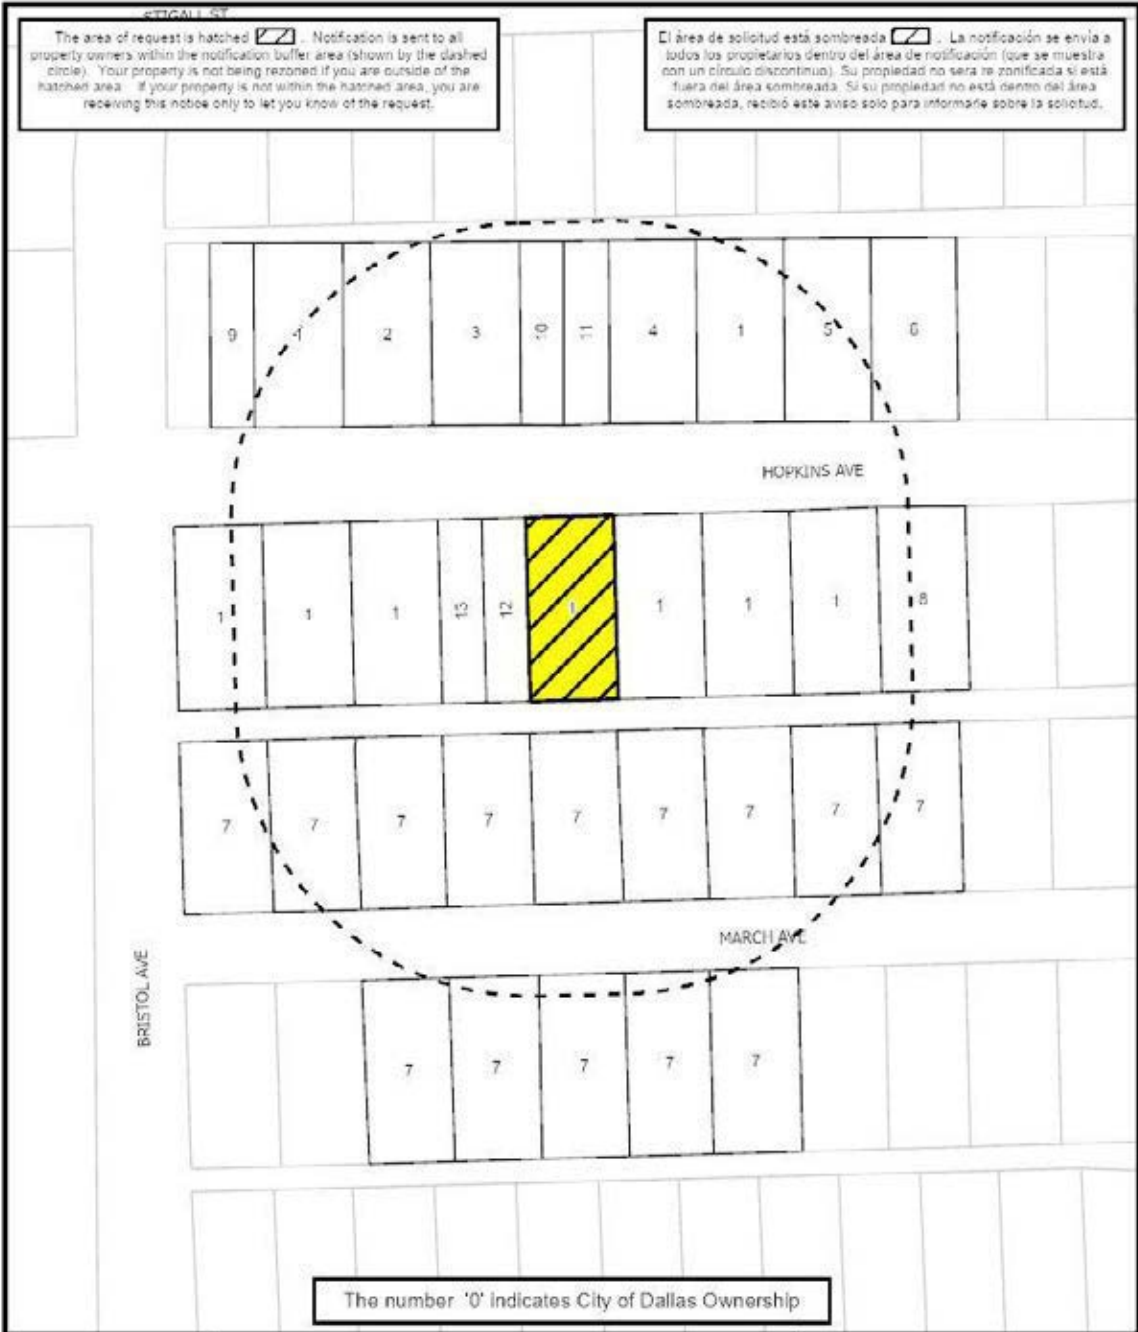 STIGALL ST
The area of request is hatched . Notification is sent to all
property owners within the notification buffer area (shown by the dashed
circle). Your property is not being rezoned if you are outside of the
hatched area. If your property is not within the hatched area, you are
receiving this notice only to let you know of the request.
El área de solicitud está sombreada . La notificación se envía a
todos los propietarios dentro del área de notificación (que se muestra
con un círculo discontinuo). Su propiedad no sera re zonificada si está
fuera del área sombreada. Si su propiedad no está dentro del área
sombreada, recibió este aviso solo para informarle sobre la solicitud.
9 2 3 10 11 4 1 5 6
HOPKINS AVE
1 1 1 13 12 1 1 1 1 8
7 7 7 7 7 7 7 7 7
MARCH AVE
BRISTOL AVE
7 7 7 7 7
The number '0' indicates City of Dallas Ownership